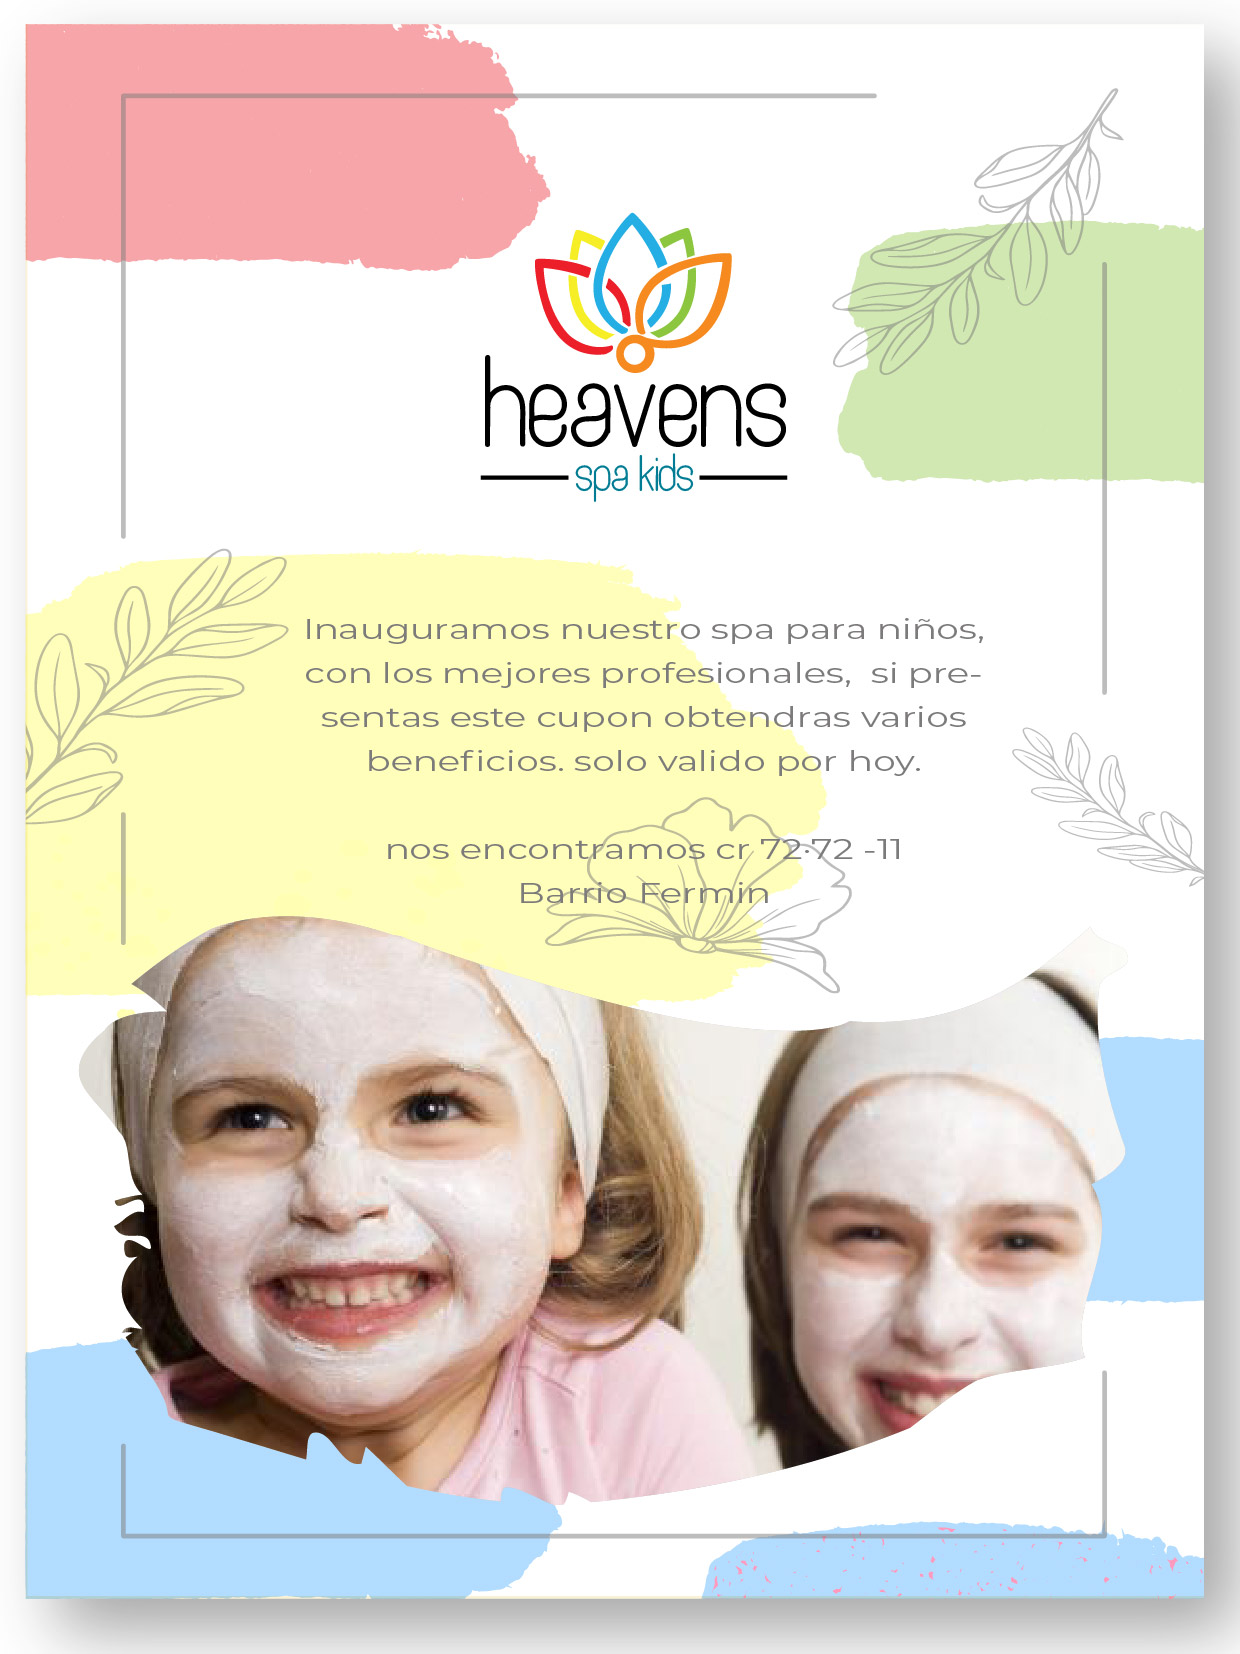 heavens
spa kids
Inauguramos nuestro spa para niños,
con los mejores profesionales, si pre-
sentas este cupon obtendras varios
beneficios. solo valido por hoy.
nos encontramos cr 72·72 -11
Barrio Fermin